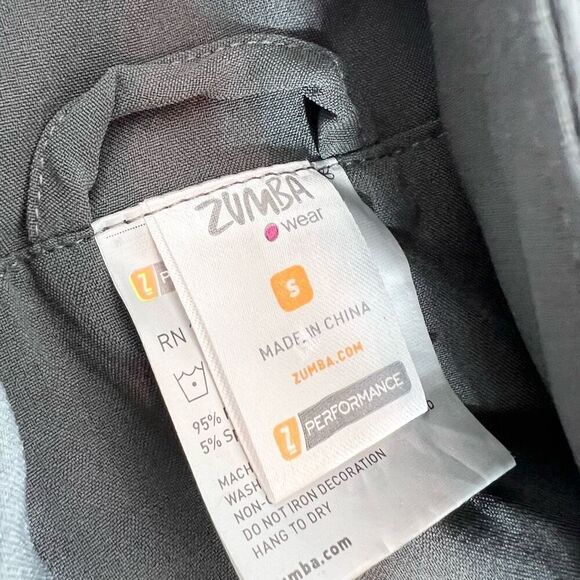 ZUMBA
wear
S
MADE IN CHINA
ZUMBA.COM
Z PERFORMANCE
Z P
RN
95%
5%
MACH
WASH
NON-
DO NOT IRON DECORATION
HANG TO DRY
zumba.com